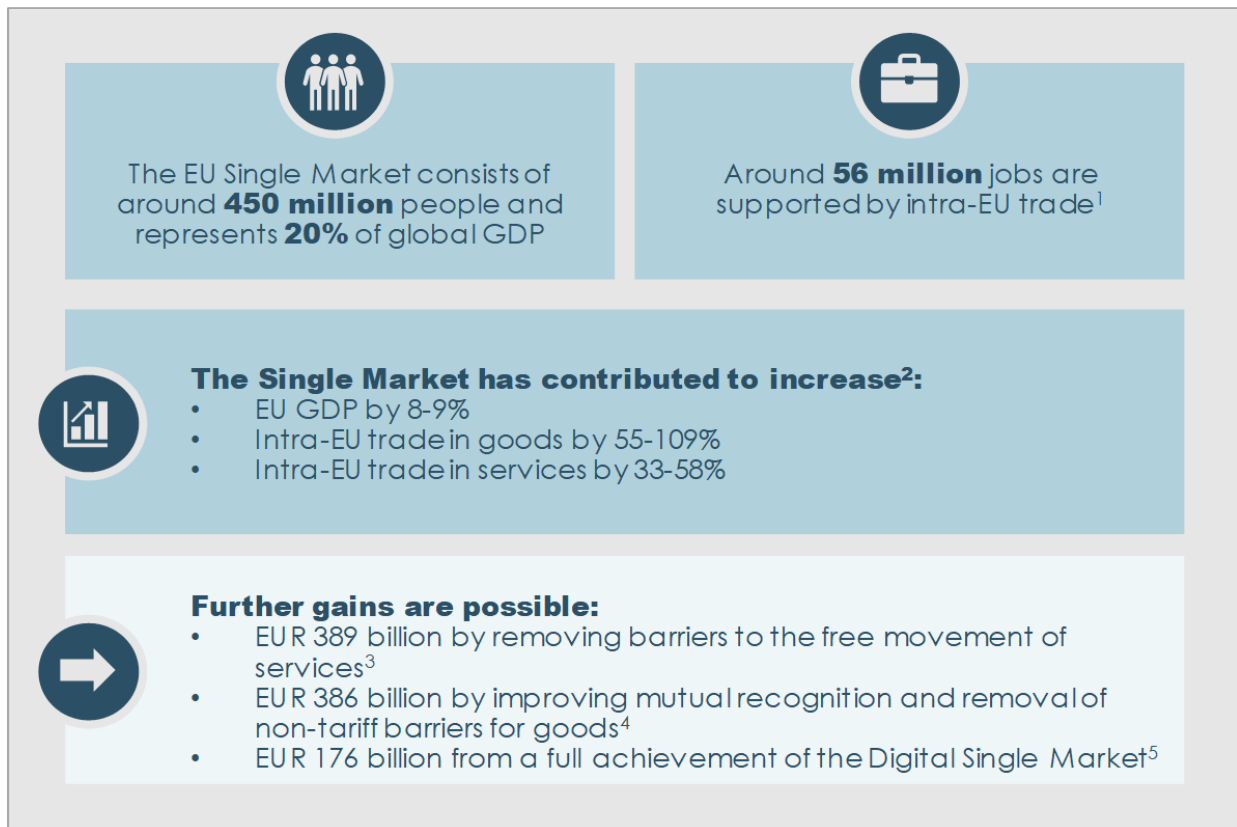 The EU Single Market consists of
around 450 million people and
represents 20% of global GDP
Around 56 million jobs are
supported by intra-EU trade¹
The Single Market has contributed to increase²:
• EU GDP by 8-9%
• Intra-EU trade in goods by 55-109%
• Intra-EU trade in services by 33-58%
Further gains are possible:
• EUR 389 billion by removing barriers to the free movement of
services³
• EUR 386 billion by improving mutual recognition and removal of
non-tariff barriers for goods⁴
• EUR 176 billion from a full achievement of the Digital Single Market⁵